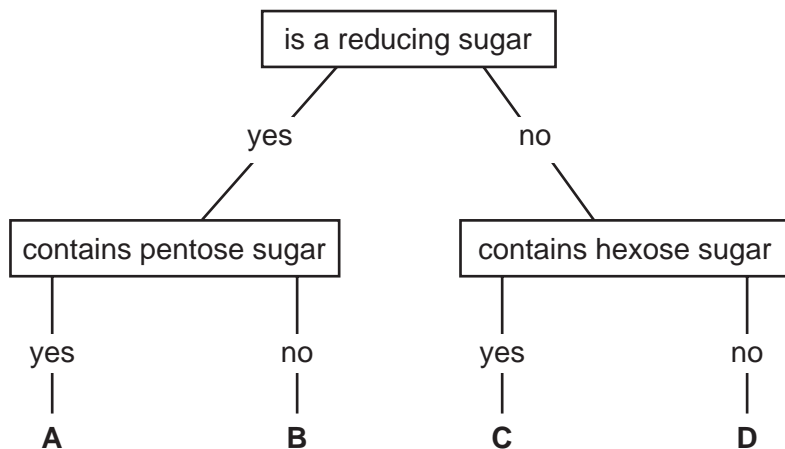 is a reducing sugar
yes
no
contains pentose sugar
contains hexose sugar
yes
no
yes
no
A
B
C
D